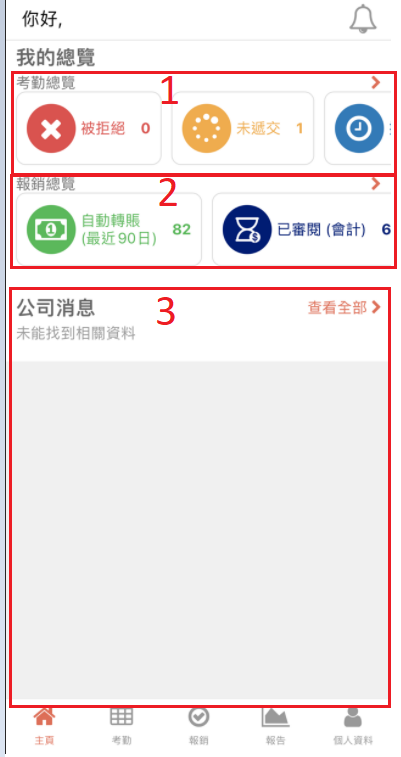 你好,
我的總覽
考勤總覽
1
被拒絕 0
未遞交 1
報銷總覽
2
自動轉賬
(最近90日)
82
已審閱 (會計) 6
公司消息
3
查看全部
未能找到相關資料
主頁
考勤
報銷
報告
個人資料